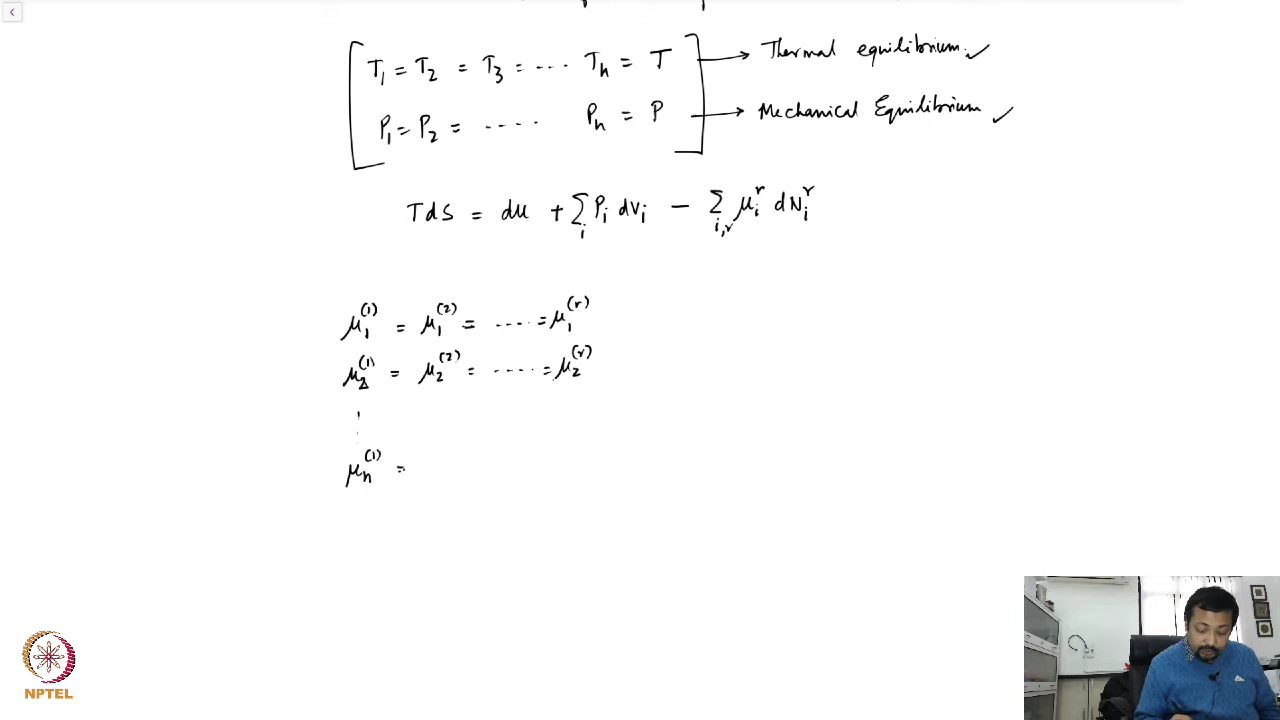 T₁ = T₂ = T₃ = ···· Tₙ = T → Thermal equilibrium ✓
P₁ = P₂ = ····· Pₙ = P → Mechanical Equilibrium ✓
TdS = du + ∑ᵢ Pᵢ dVᵢ − ∑ᵢ,ᵣ μᵢʳ dNᵢʳ
μ₁⁽¹⁾ = μ₁⁽²⁾ = ····· = μ₁⁽ʳ⁾
μ₂⁽¹⁾ = μ₂⁽²⁾ = ····· = μ₂⁽ʳ⁾
⋮
μₙ⁽¹⁾ =
NPTEL